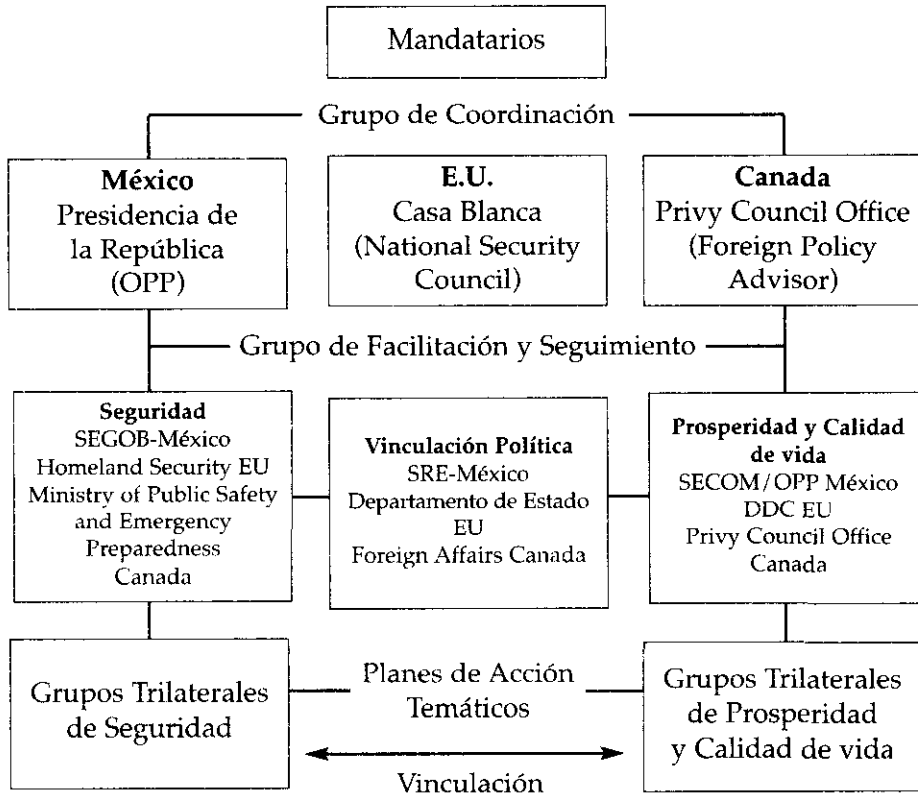 Mandatarios
Grupo de Coordinación
México
Presidencia de
la República
(OPP)
E.U.
Casa Blanca
(National Security
Council)
Canada
Privy Council Office
(Foreign Policy
Advisor)
Grupo de Facilitación y Seguimiento
Seguridad
SEGOB-México
Homeland Security EU
Ministry of Public Safety
and Emergency
Preparedness
Canada
Vinculación Política
SRE-México
Departamento de Estado
EU
Foreign Affairs Canada
Prosperidad y Calidad
de vida
SECOM/OPP México
DDC EU
Privy Council Office
Canada
Grupos Trilaterales
de Seguridad
Planes de Acción
Temáticos
Grupos Trilaterales
de Prosperidad
y Calidad de vida
Vinculación